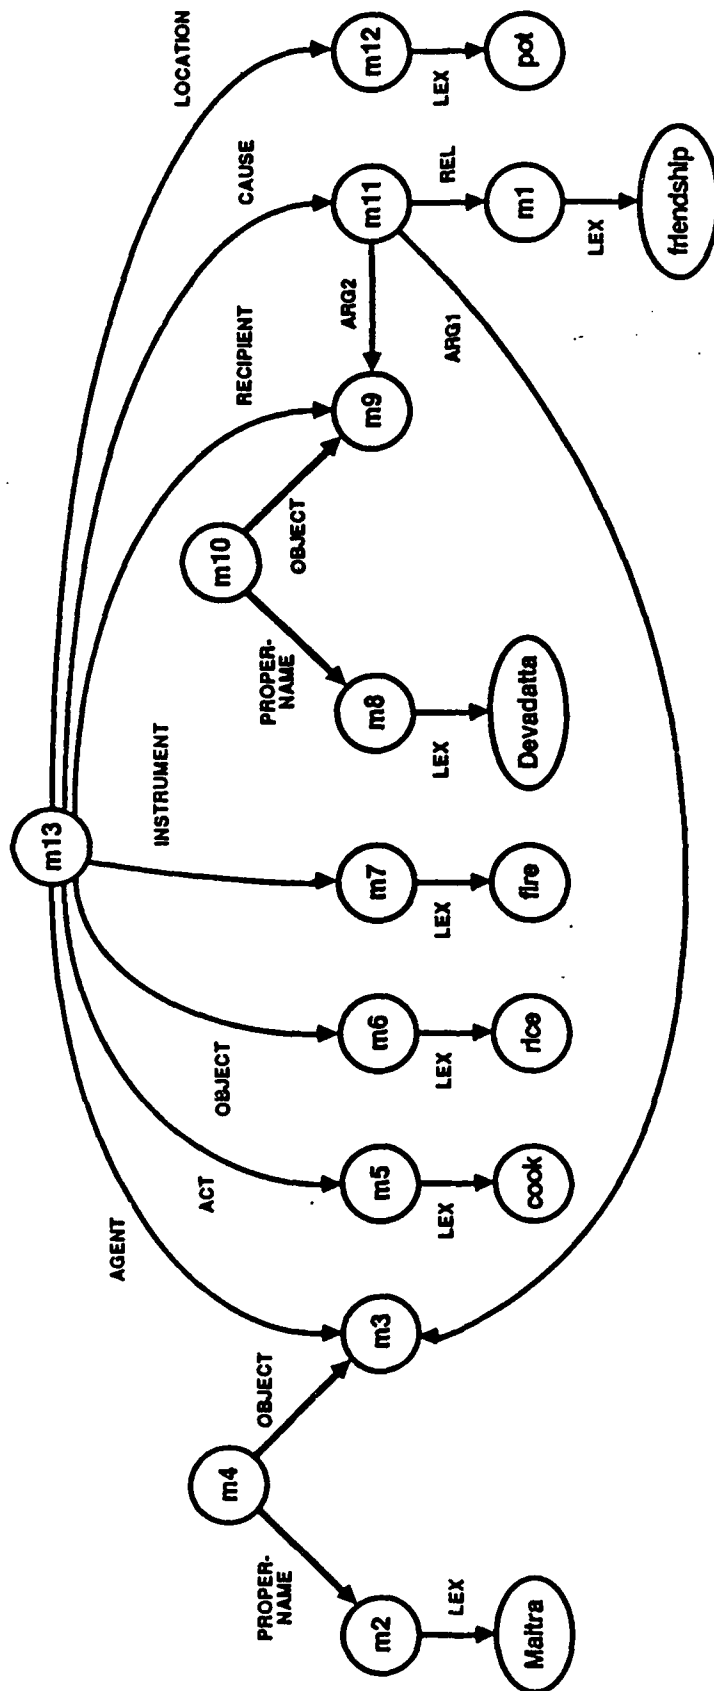 m13
AGENT
ACT
OBJECT
INSTRUMENT
RECIPIENT
CAUSE
LOCATION
m4
PROPER-
NAME
OBJECT
m10
PROPER-
NAME
OBJECT
m2
m3
m5
m6
m7
m8
m9
ARG2
m11
m12
LEX
LEX
LEX
LEX
LEX
ARG1
REL
LEX
Maitra
cook
rice
fire
Devadatta
m1
pot
LEX
friendship